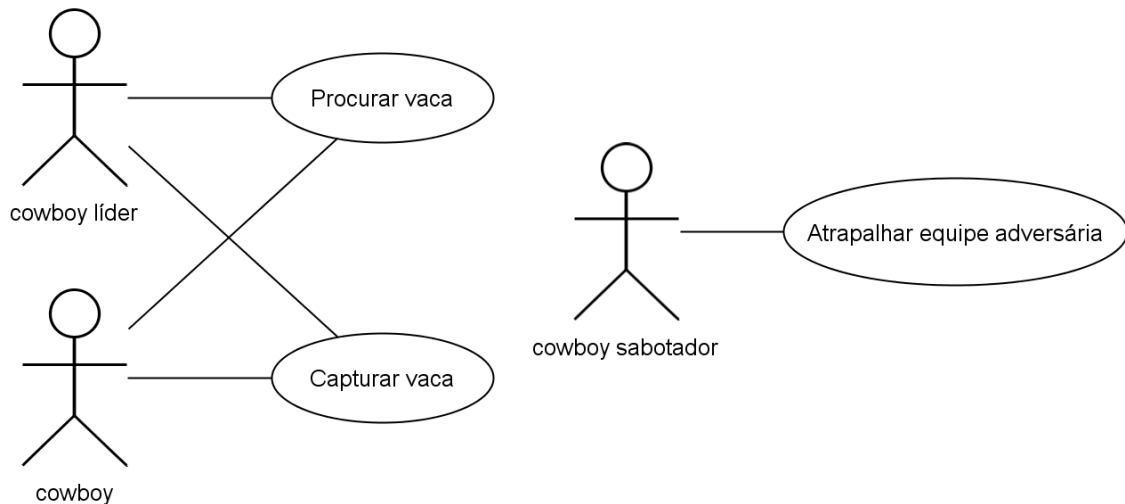 Procurar vaca
cowboy líder
Capturar vaca
cowboy
Atrapalhar equipe adversária
cowboy sabotador